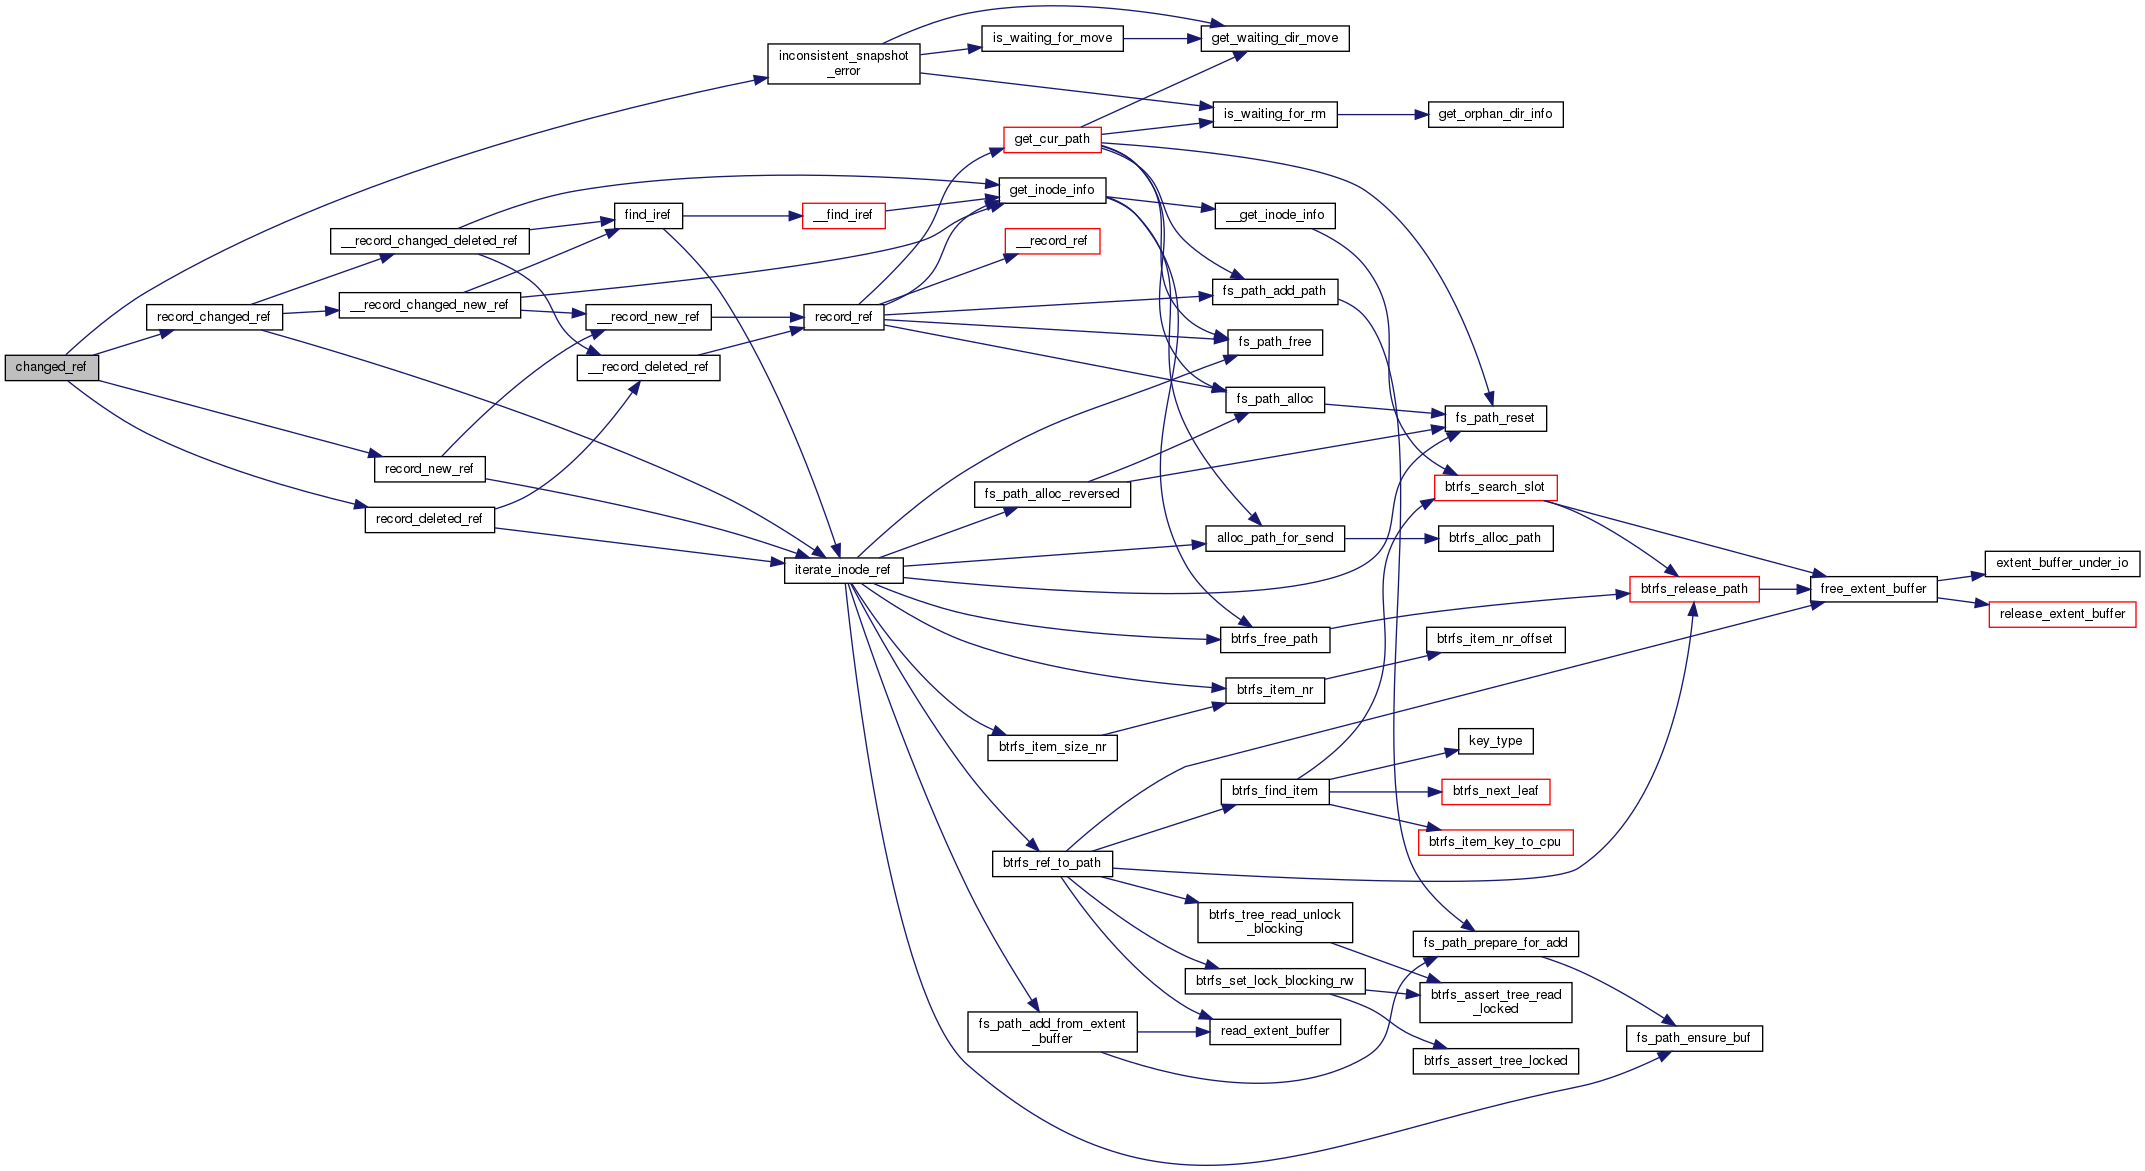 changed_ref
record_changed_ref
__record_changed_deleted_ref
__record_changed_new_ref
record_new_ref
record_deleted_ref
find_iref
__record_new_ref
__record_deleted_ref
inconsistent_snapshot
_error
__find_iref
record_ref
iterate_inode_ref
is_waiting_for_move
get_cur_path
get_inode_info
__record_ref
fs_path_alloc_reversed
btrfs_item_size_nr
btrfs_ref_to_path
fs_path_add_from_extent
_buffer
get_waiting_dir_move
is_waiting_for_rm
__get_inode_info
fs_path_add_path
fs_path_free
fs_path_alloc
alloc_path_for_send
btrfs_free_path
btrfs_item_nr
btrfs_find_item
btrfs_tree_read_unlock
_blocking
btrfs_set_lock_blocking_rw
read_extent_buffer
get_orphan_dir_info
fs_path_reset
btrfs_search_slot
btrfs_alloc_path
btrfs_item_nr_offset
key_type
btrfs_next_leaf
btrfs_item_key_to_cpu
fs_path_prepare_for_add
btrfs_assert_tree_read
_locked
btrfs_assert_tree_locked
btrfs_release_path
fs_path_ensure_buf
free_extent_buffer
extent_buffer_under_io
release_extent_buffer